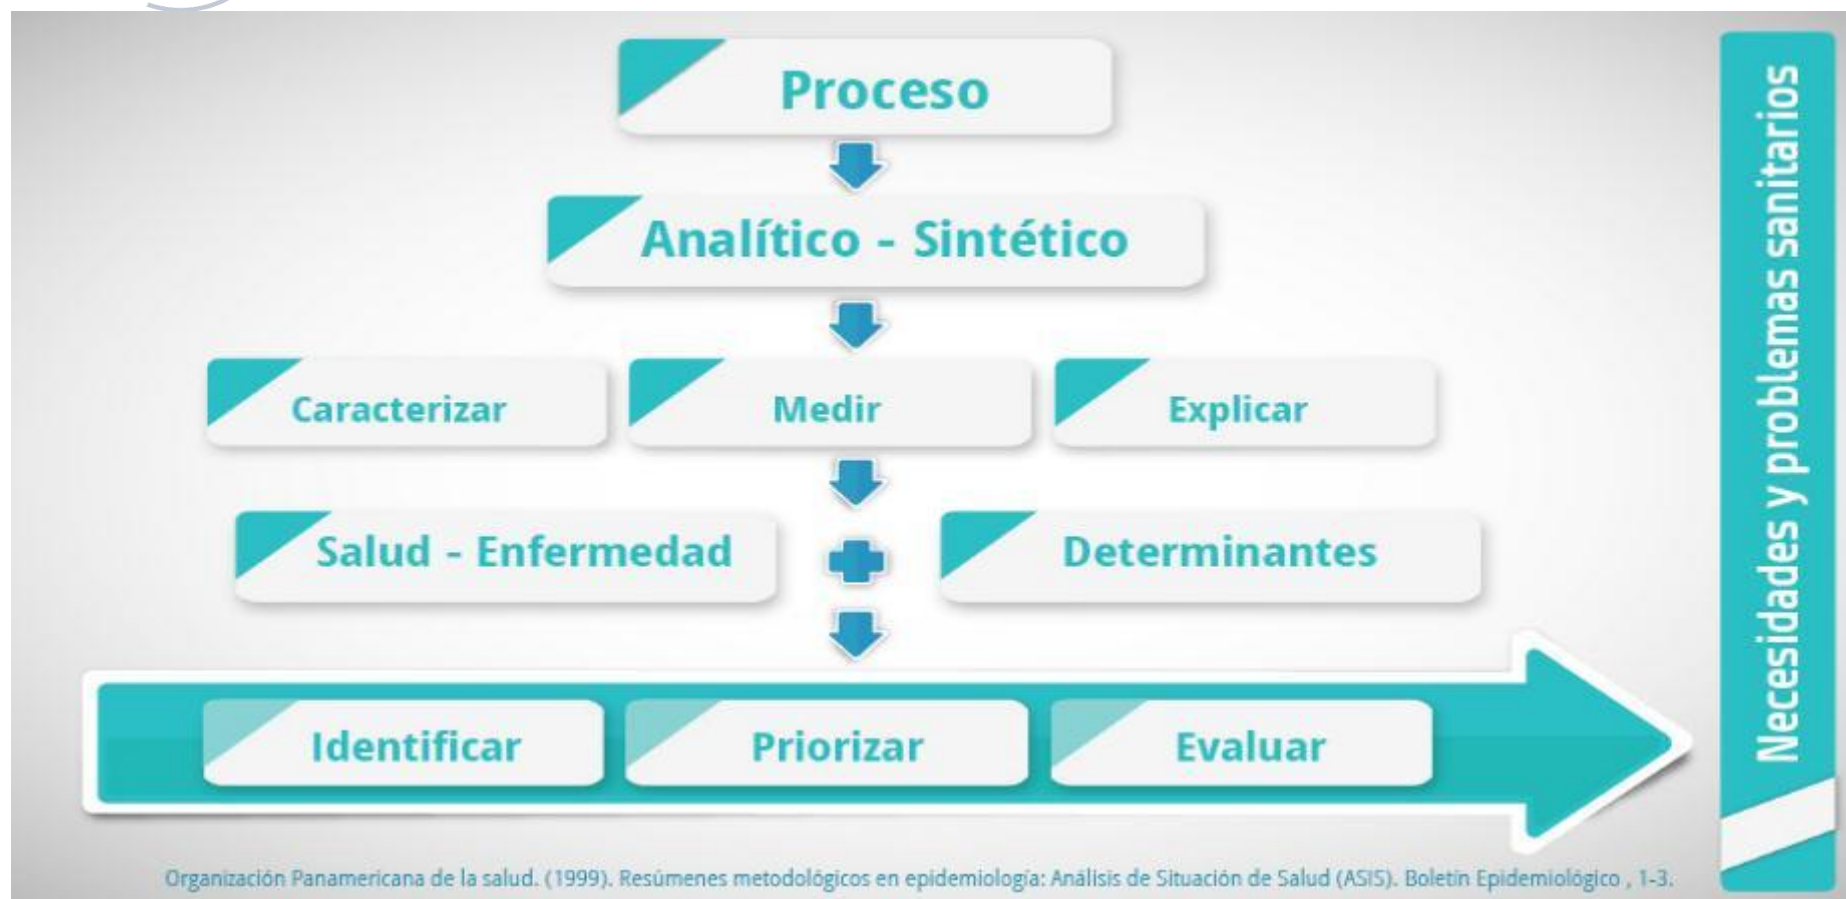 Proceso
Analítico - Sintético
Caracterizar
Medir
Explicar
Salud - Enfermedad
Determinantes
Identificar
Priorizar
Evaluar
Necesidades y problemas sanitarios
Organización Panamericana de la salud. (1999). Resúmenes metodológicos en epidemiología: Análisis de Situación de Salud (ASIS). Boletín Epidemiológico , 1-3.